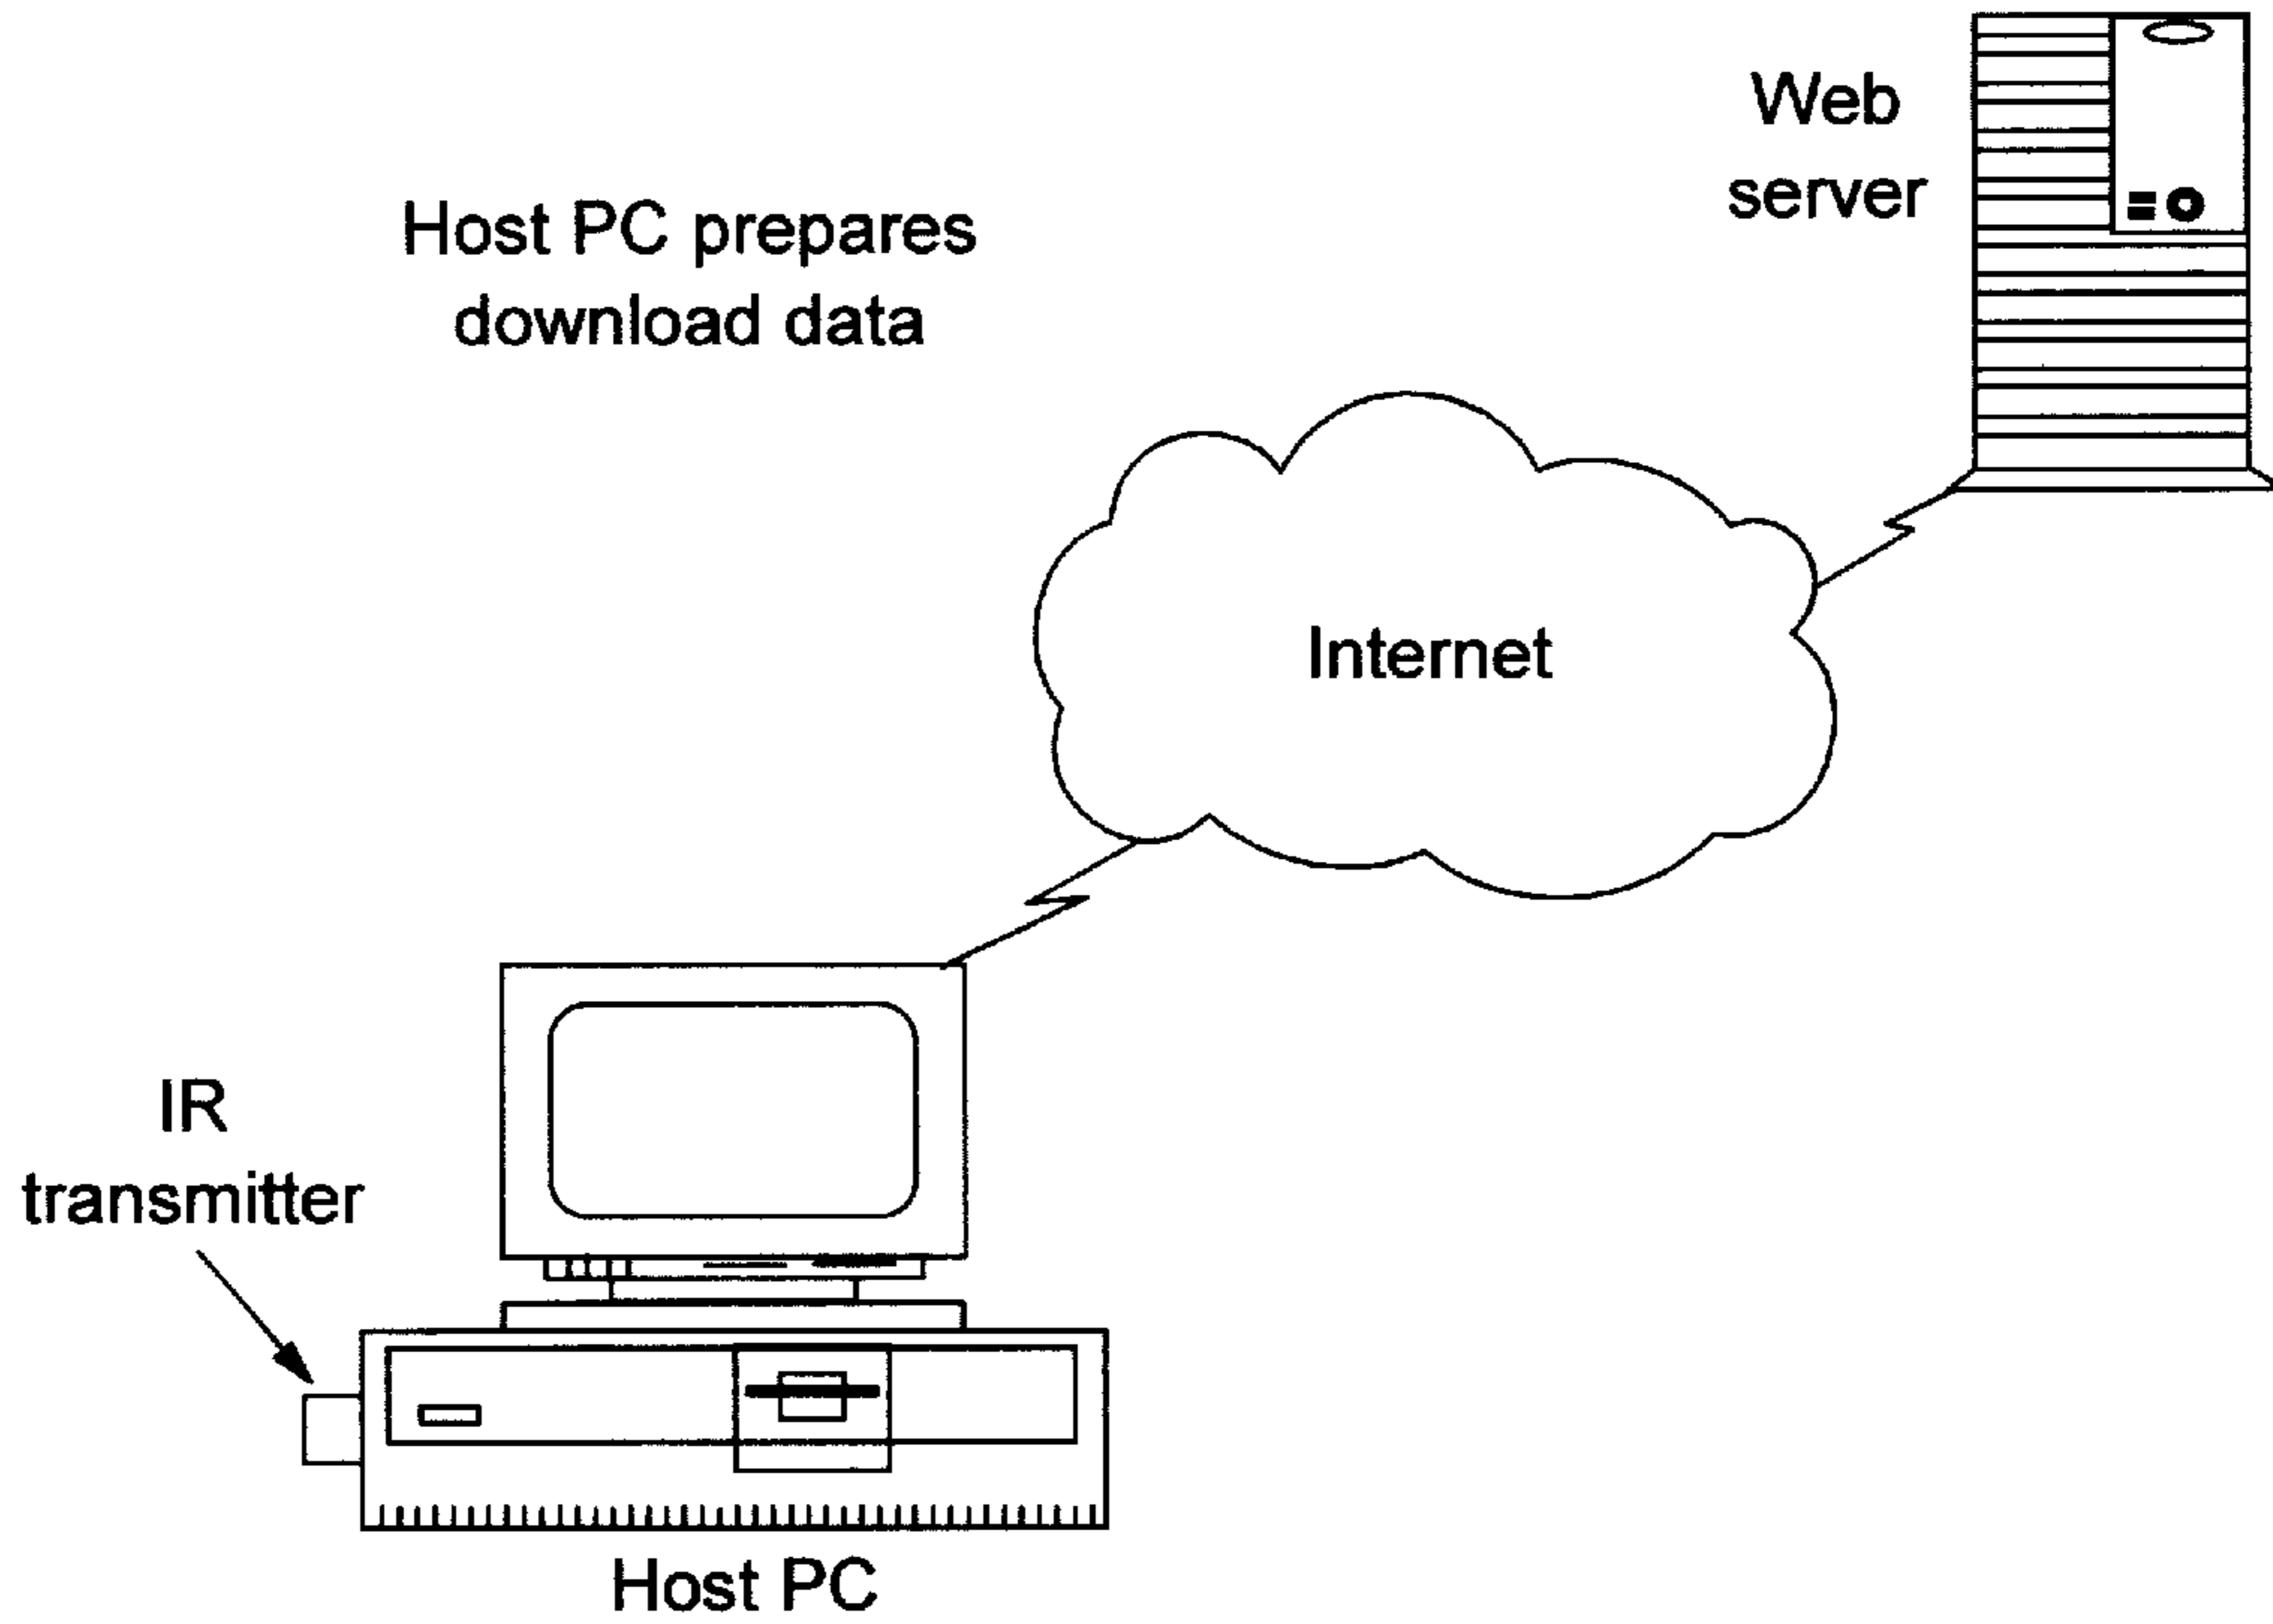 Web
server
Host PC prepares
download data
Internet
IR
transmitter
Host PC